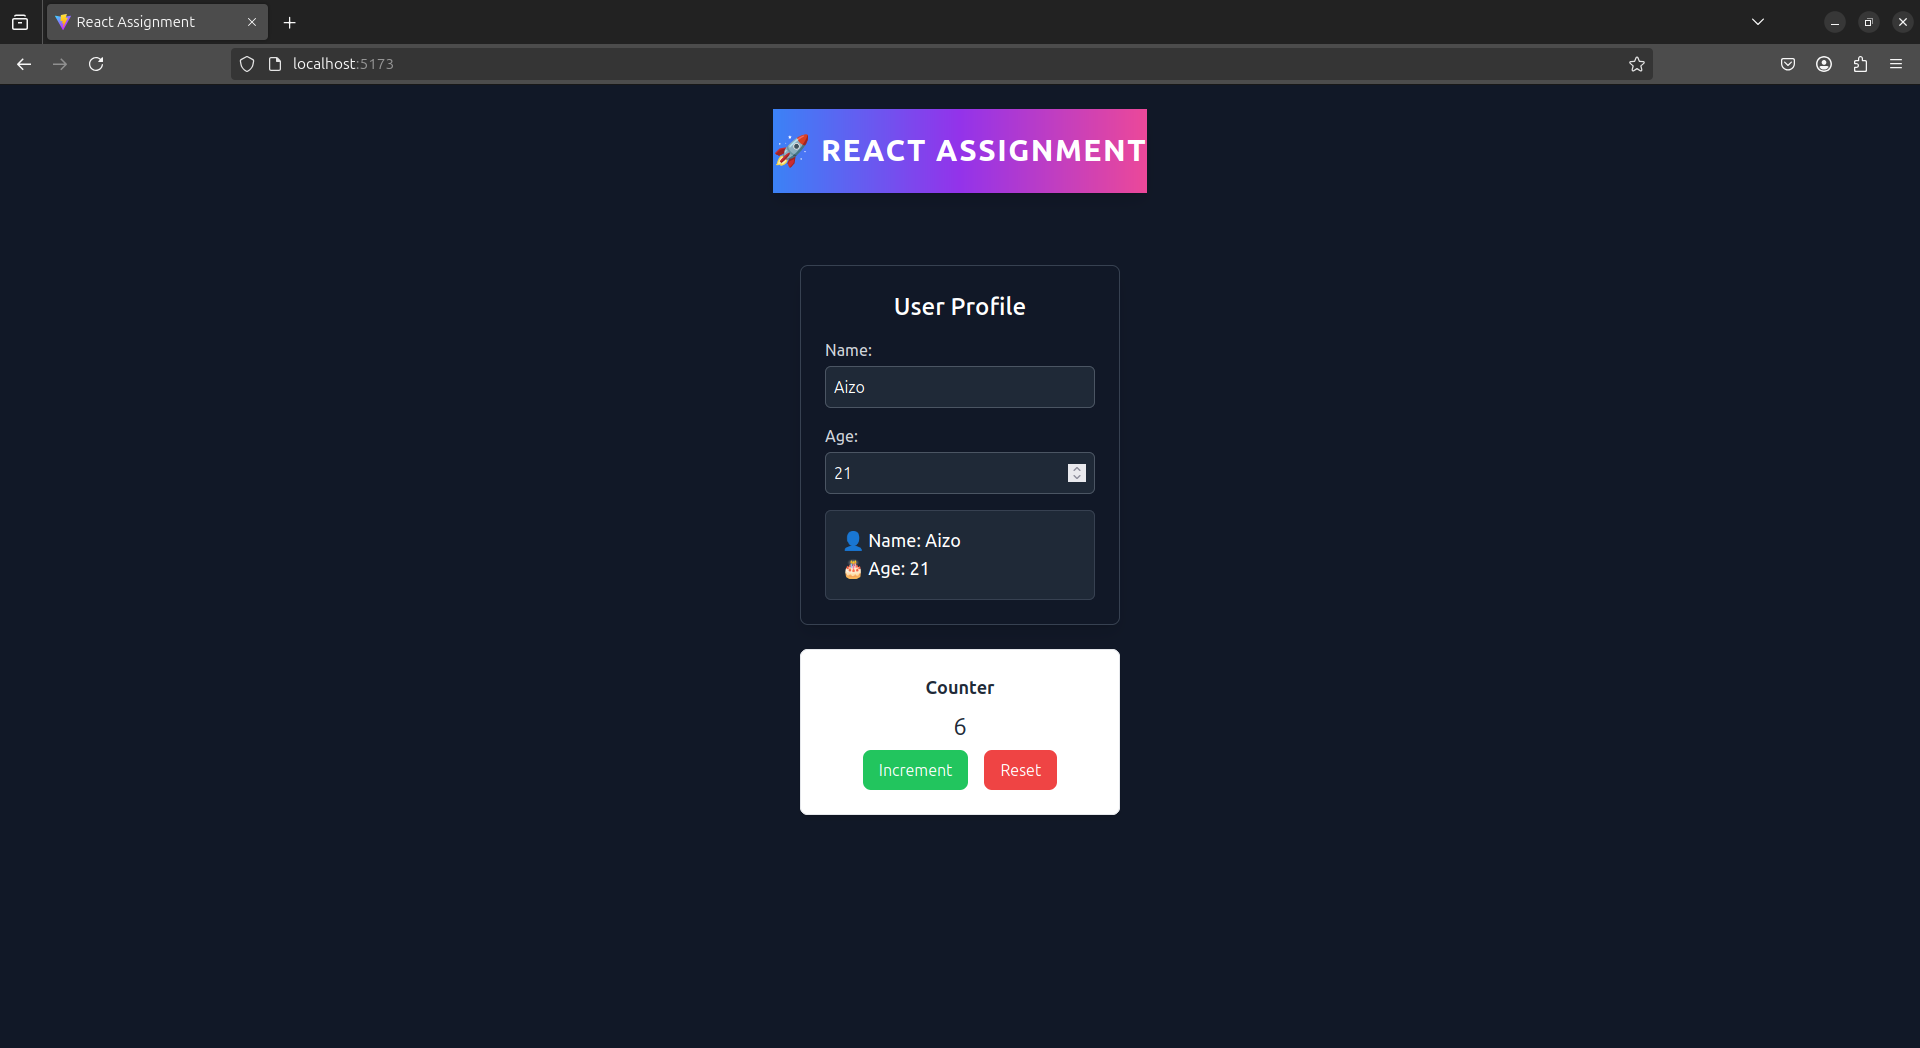 React Assignment
localhost:5173
🚀 REACT ASSIGNMENT
User Profile
Name:
Aizo
Age:
21
👤 Name: Aizo
🎂 Age: 21
Counter
6
Increment Reset